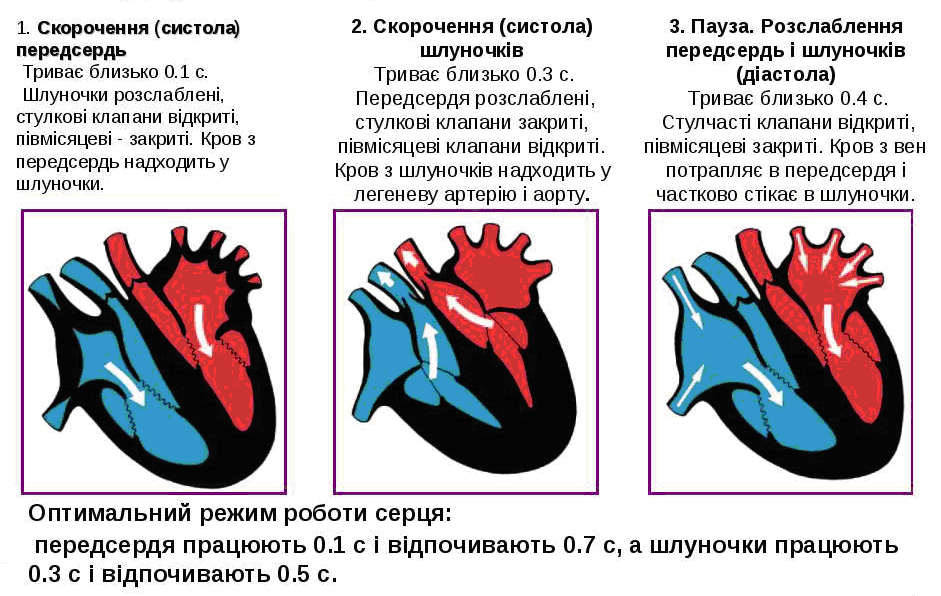 1. Скорочення (систола)
передсердь
Триває близько 0.1 с.
Шлуночки розслаблені,
стулкові клапани відкриті,
півмісяцеві - закриті. Кров з
передсердь надходить у
шлуночки.
2. Скорочення (систола)
шлуночків
Триває близько 0.3 с.
Передсердя розслаблені,
стулкові клапани закриті,
півмісяцеві клапани відкриті.
Кров з шлуночків надходить у
легеневу артерію і аорту.
3. Пауза. Розслаблення
передсердь і шлуночків
(діастола)
Триває близько 0.4 с.
Стулчасті клапани відкриті,
півмісяцеві закриті. Кров з вен
потрапляє в передсердя і
частково стікає в шлуночки.
Оптимальний режим роботи серця:
передсердя працюють 0.1 с і відпочивають 0.7 с, а шлуночки працюють
0.3 с і відпочивають 0.5 с.